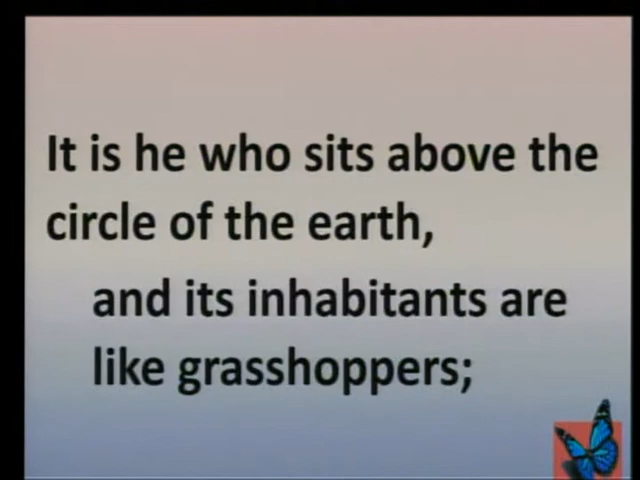 It is he who sits above the
circle of the earth,
and its inhabitants are
like grasshoppers;